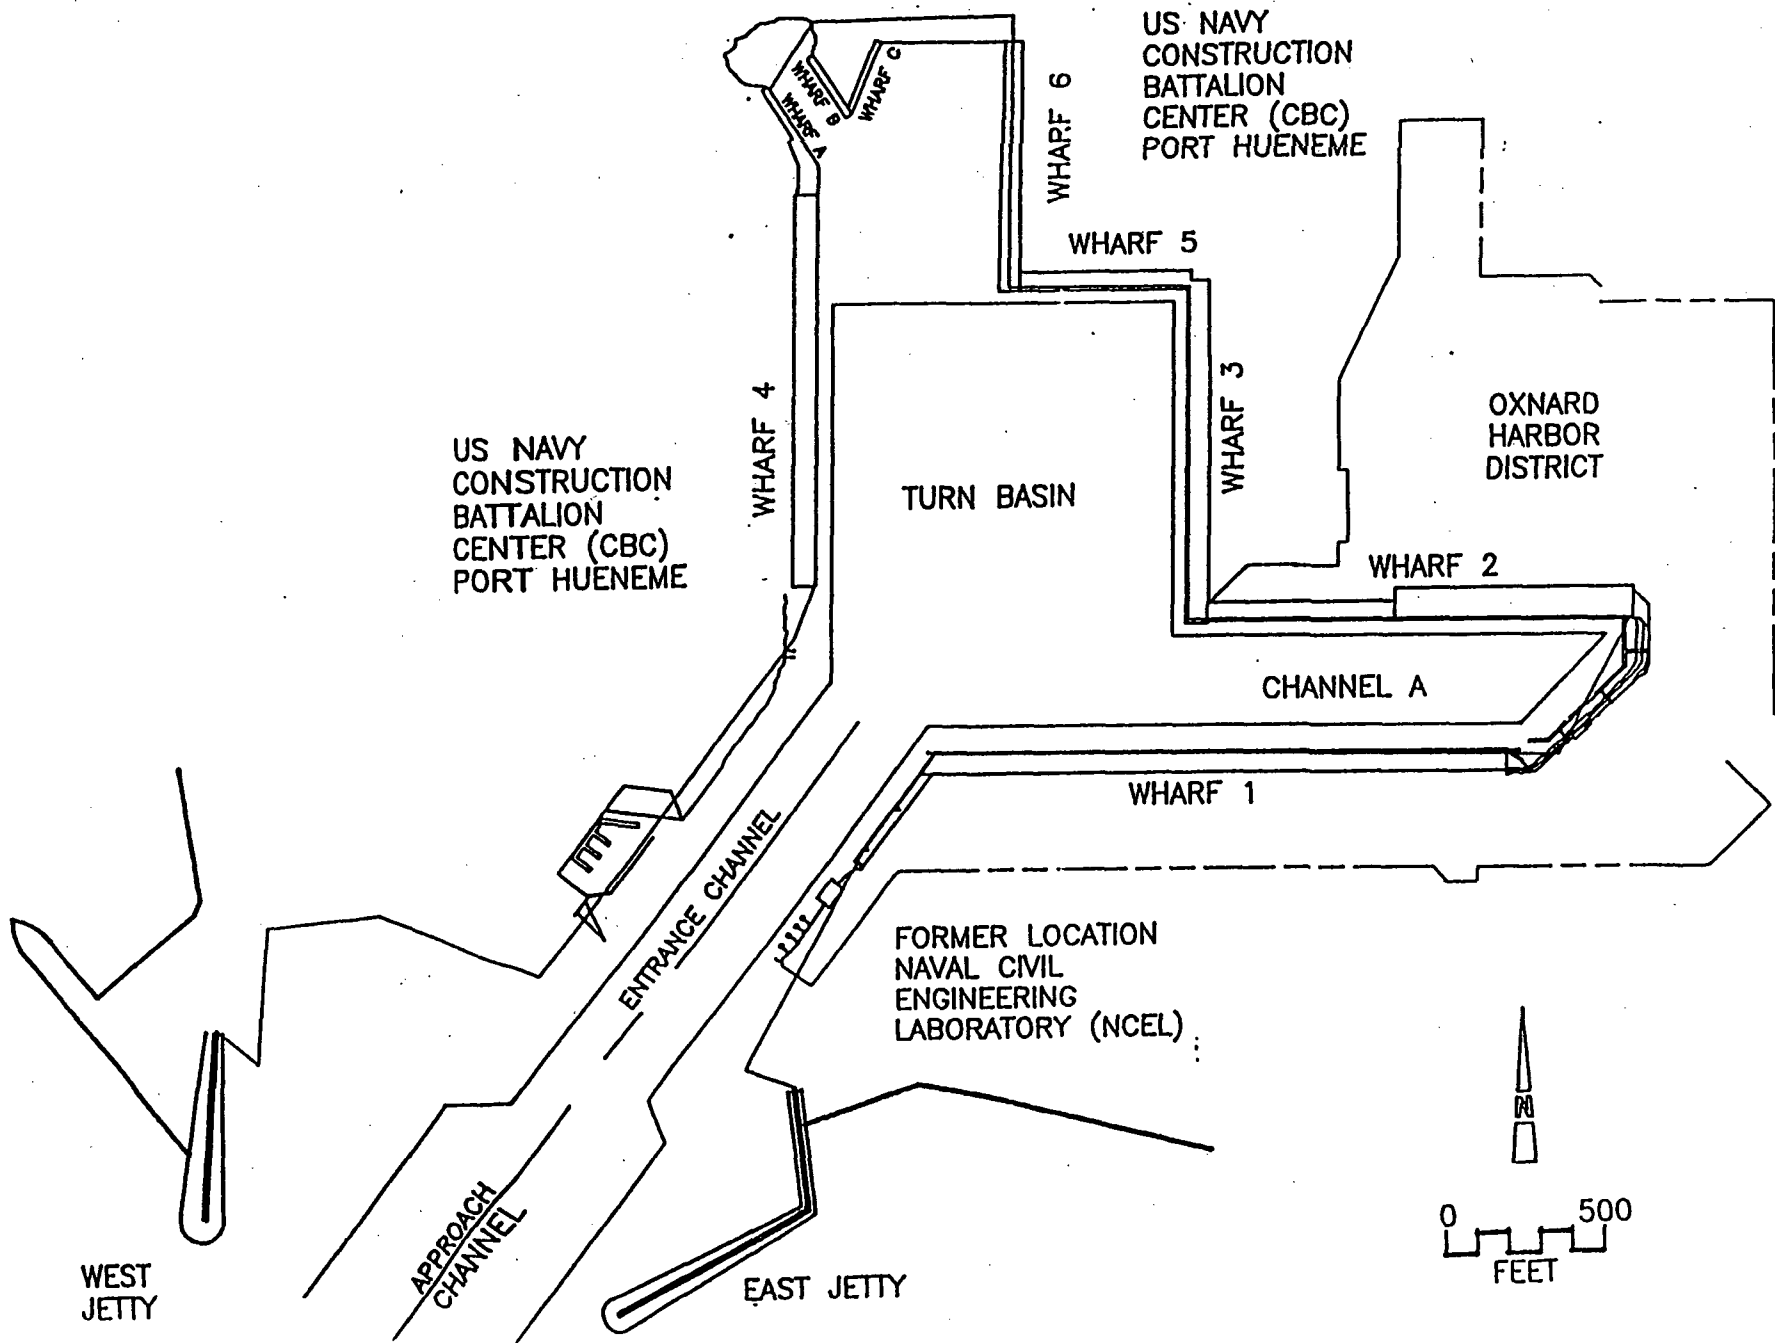 US NAVY
CONSTRUCTION
BATTALION
CENTER (CBC)
PORT HUENEME
WHARF A
WHARF B
WHARF C
WHARF 6
WHARF 5
WHARF 4
WHARF 3
OXNARD
HARBOR
DISTRICT
US NAVY
CONSTRUCTION
BATTALION
CENTER (CBC)
PORT HUENEME
TURN BASIN
WHARF 2
CHANNEL A
WHARF 1
ENTRANCE CHANNEL
FORMER LOCATION
NAVAL CIVIL
ENGINEERING
LABORATORY (NCEL)
N
APPROACH
CHANNEL
0 500
FEET
WEST
JETTY
EAST JETTY